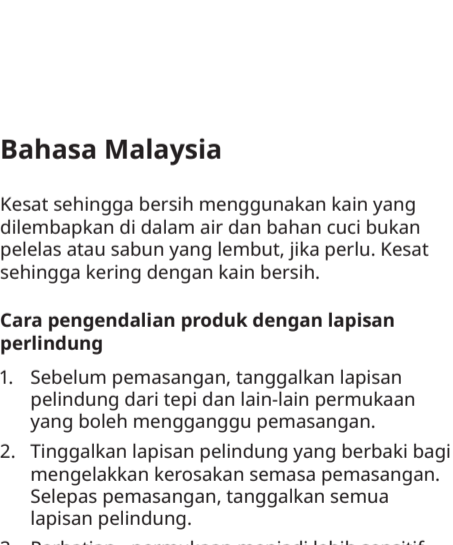 Bahasa Malaysia
Kesat sehingga bersih menggunakan kain yang
dilembapkan di dalam air dan bahan cuci bukan
pelelas atau sabun yang lembut, jika perlu. Kesat
sehingga kering dengan kain bersih.
Cara pengendalian produk dengan lapisan
perlindung
1. Sebelum pemasangan, tanggalkan lapisan
pelindung dari tepi dan lain-lain permukaan
yang boleh mengganggu pemasangan.
2. Tinggalkan lapisan pelindung yang berbaki bagi
mengelakkan kerosakan semasa pemasangan.
Selepas pemasangan, tanggalkan semua
lapisan pelindung.